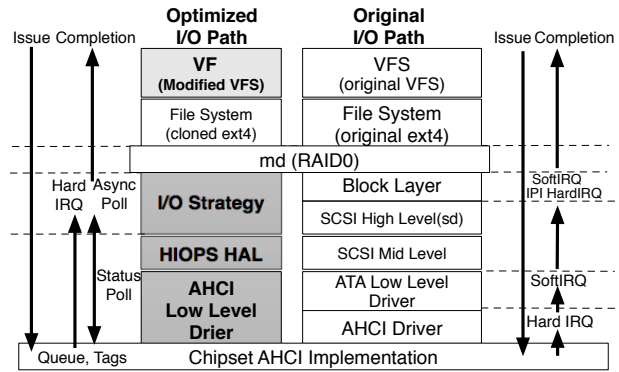 Optimized
I/O Path
Original
I/O Path
Issue Completion
Issue Completion
VF
(Modified VFS)
VFS
(original VFS)
File System
(cloned ext4)
File System
(original ext4)
md (RAID0)
Hard
IRQ
Async
Poll
I/O Strategy
Block Layer
SoftIRQ
IPI HardIRQ
SCSI High Level(sd)
HIOPS HAL
SCSI Mid Level
Status
Poll
AHCI
Low Level
Drier
ATA Low Level
Driver
SoftIRQ
AHCI Driver
Hard IRQ
Queue, Tags
Chipset AHCI Implementation